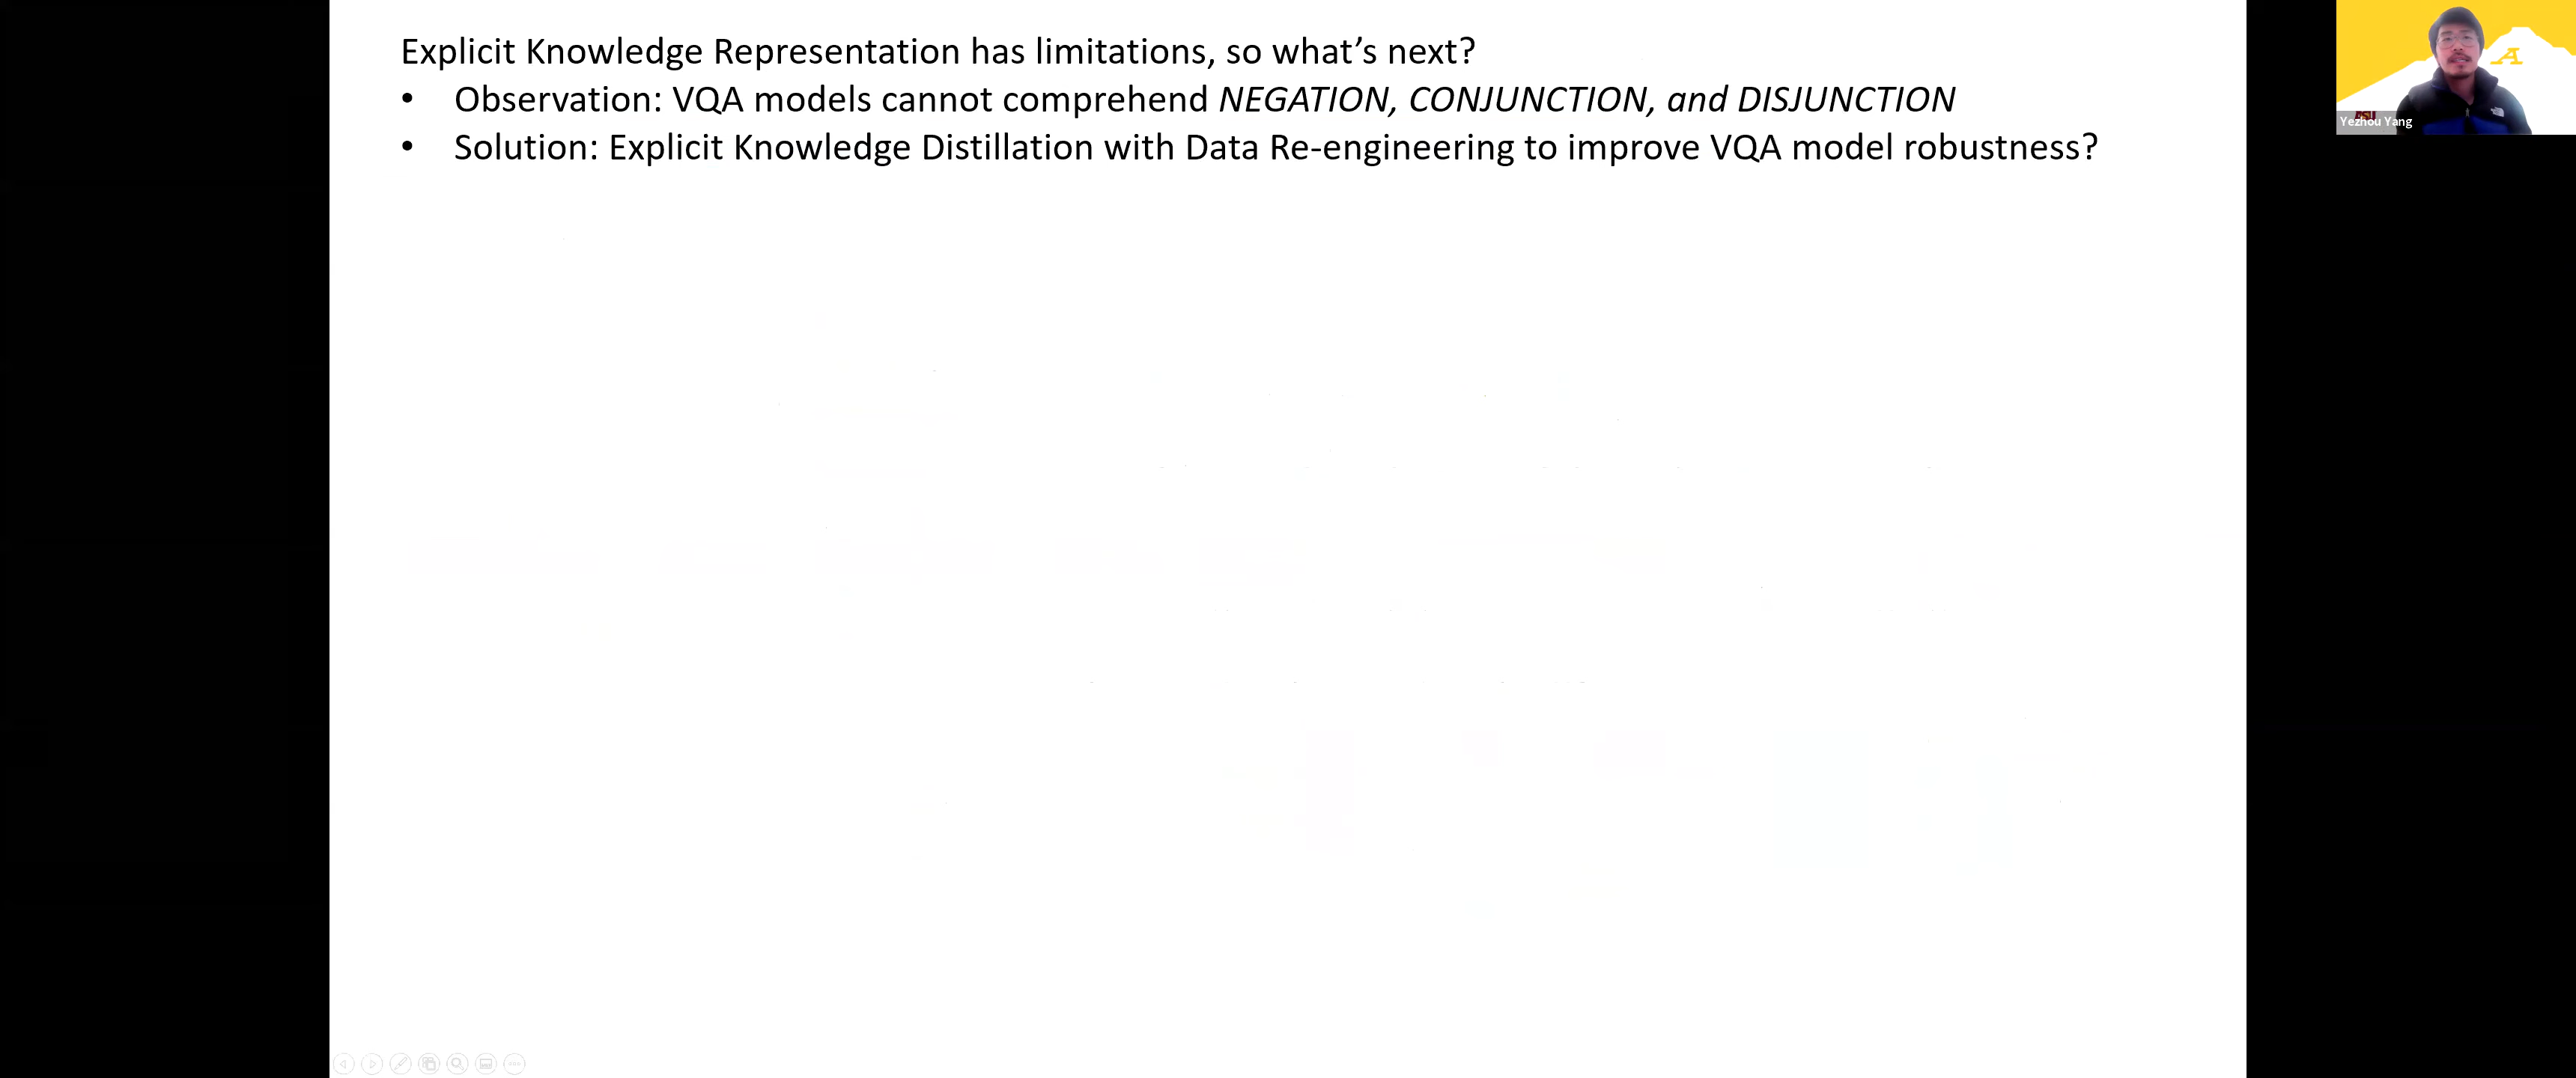 Explicit Knowledge Representation has limitations, so what’s next?
• Observation: VQA models cannot comprehend NEGATION, CONJUNCTION, and DISJUNCTION
• Solution: Explicit Knowledge Distillation with Data Re-engineering to improve VQA model robustness?
A
Yezhou Yang